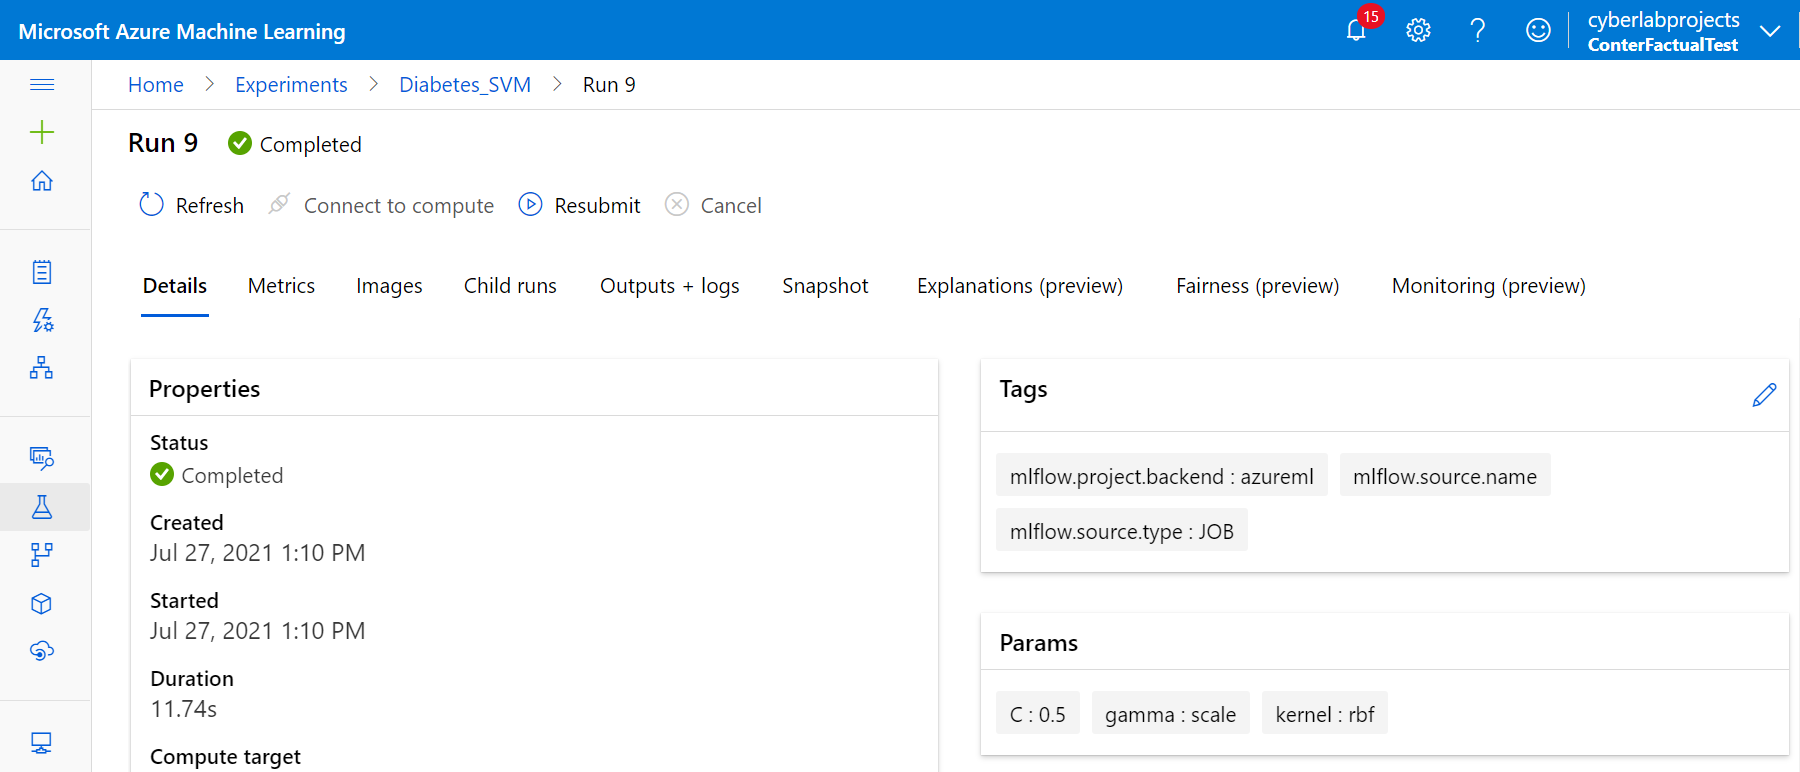 Microsoft Azure Machine Learning
15
cyberlabprojects
ConterFactualTest
Home > Experiments > Diabetes_SVM > Run 9
Run 9 Completed
Refresh Connect to compute Resubmit Cancel
Details Metrics Images Child runs Outputs + logs Snapshot Explanations (preview) Fairness (preview) Monitoring (preview)
Properties
Status
Completed
Created
Jul 27, 2021 1:10 PM
Started
Jul 27, 2021 1:10 PM
Duration
11.74s
Compute target
Tags
mlflow.project.backend : azureml mlflow.source.name
mlflow.source.type : JOB
Params
C : 0.5 gamma : scale kernel : rbf